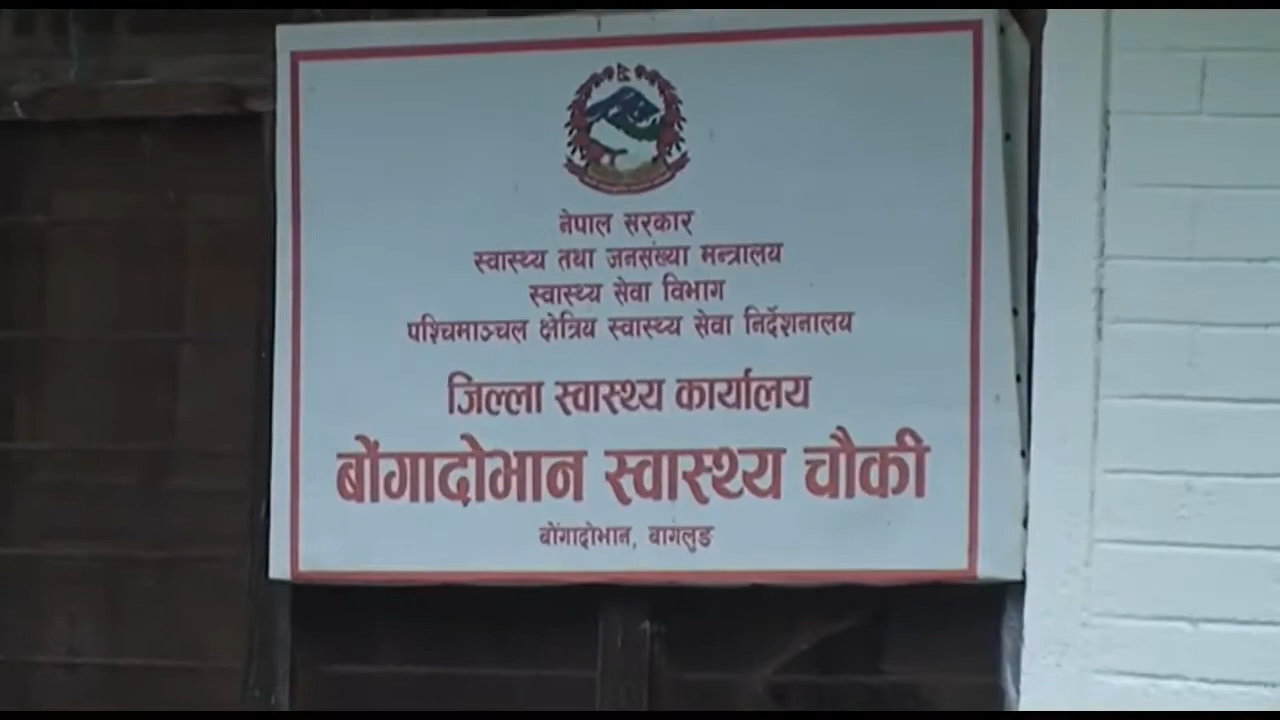 नेपाल सरकार
स्वास्थ्य तथा जनसंख्या मन्त्रालय
स्वास्थ्य सेवा विभाग
पश्चिमाञ्चल क्षेत्रिय स्वास्थ्य सेवा निर्देशनालय
जिल्ला स्वास्थ्य कार्यालय
बोंगादोभान स्वास्थ्य चौकी
बोंगादोभान, बागलुङ